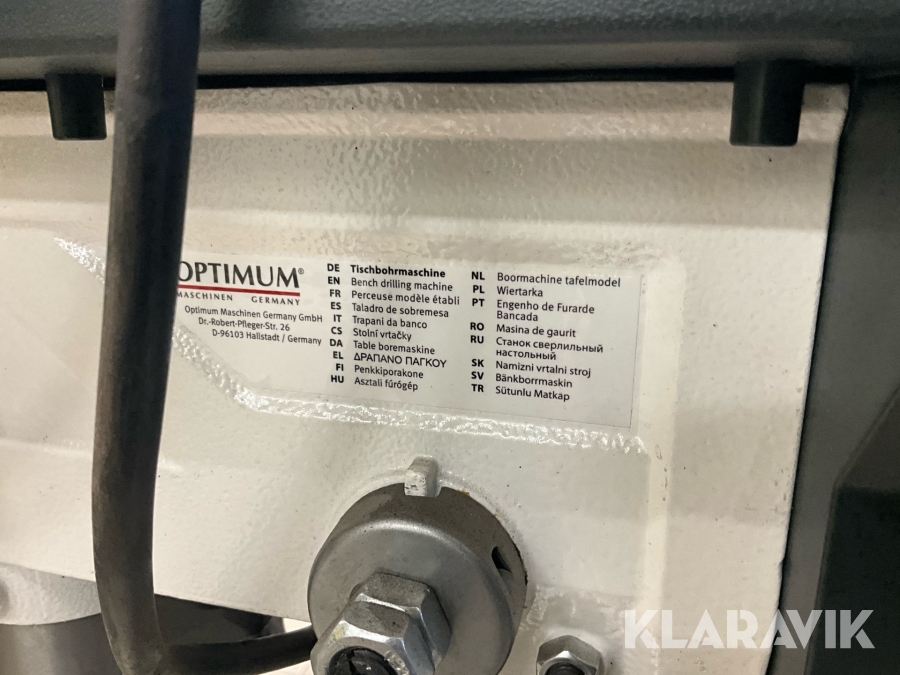 OPTIMUM®
MASCHINEN GERMANY
Optimum Maschinen Germany GmbH
Dr.-Robert-Pfleger-Str. 26
D-96103 Hallstadt / Germany
DE Tischbohrmaschine
EN Bench drilling machine
FR Perceuse modèle établi
ES Taladro de sobremesa
IT Trapani da banco
CS Stolní vrtačky
DA Table boremaskine
EL ΔΡΑΠΑΝΟ ΠΑΓΚΟΥ
FI Penkkiporakone
HU Asztali fúrógép
NL Boormachine tafelmodel
PL Wiertarka
PT Engenho de Furarde
Bancada
RO Masina de gaurit
RU Станок сверлильный
настольный
SK Namizni vrtalni stroj
SV Bänkborrmaskin
TR Sütunlu Matkap
KLARAVIK